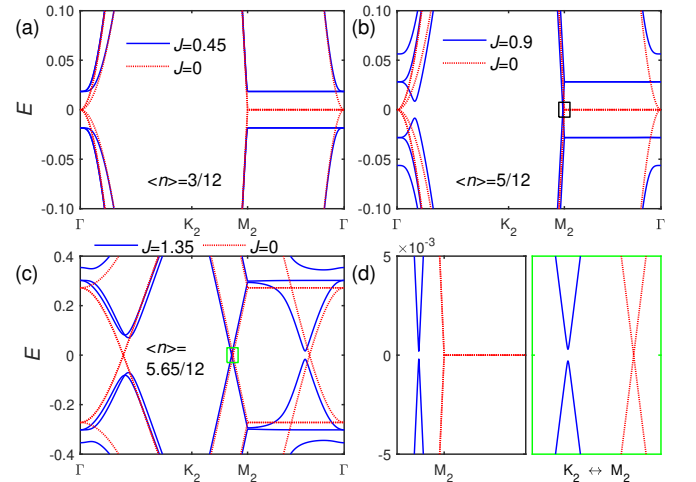 (a)
0.10
0.05
0
-0.05
-0.10
E
J=0.45
J=0
<n>=3/12
Γ
K2
M2
Γ
(b)
0.10
0.05
0
-0.05
-0.10
J=0.9
J=0
<n>=5/12
Γ
K2
M2
Γ
(c)
J=1.35 J=0
0.4
0.2
0
-0.2
-0.4
E
<n>=
5.65/12
Γ
K2
M2
Γ
(d)
5 ×10-3
0
-5
M2
K2 ↔ M2